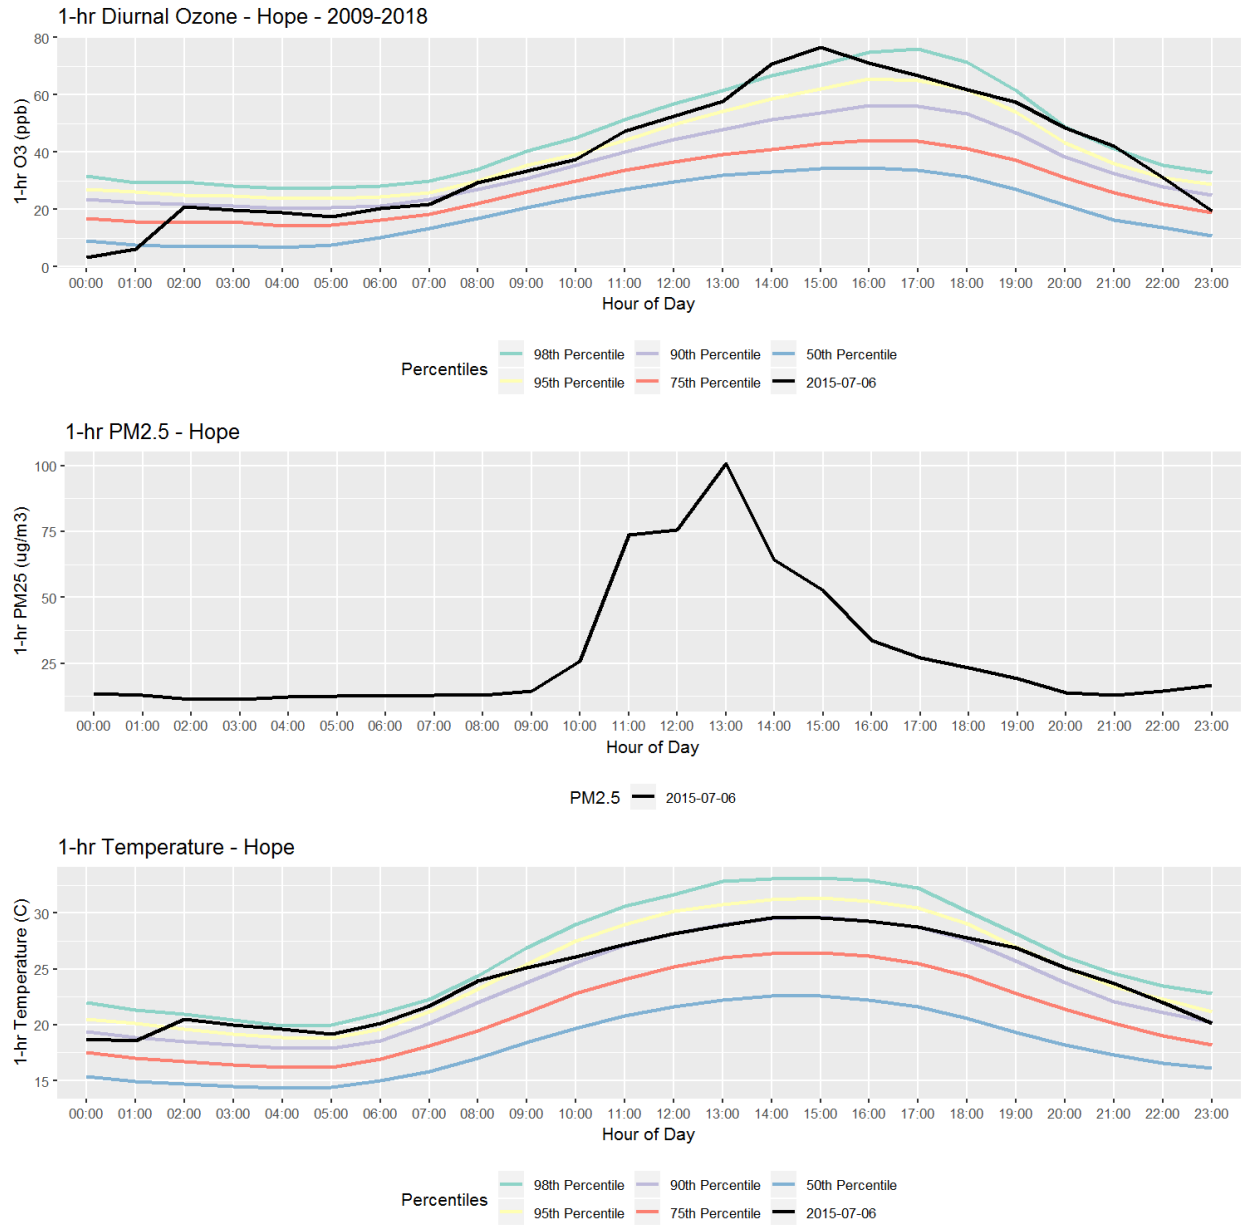 1-hr Diurnal Ozone - Hope - 2009-2018
1-hr O3 (ppb)
80
60
40
20
0
00:00 01:00 02:00 03:00 04:00 05:00 06:00 07:00 08:00 09:00 10:00 11:00 12:00 13:00 14:00 15:00 16:00 17:00 18:00 19:00 20:00 21:00 22:00 23:00
Hour of Day
Percentiles
98th Percentile 90th Percentile 50th Percentile
95th Percentile 75th Percentile 2015-07-06
1-hr PM2.5 - Hope
1-hr PM25 (ug/m3)
100
75
50
25
00:00 01:00 02:00 03:00 04:00 05:00 06:00 07:00 08:00 09:00 10:00 11:00 12:00 13:00 14:00 15:00 16:00 17:00 18:00 19:00 20:00 21:00 22:00 23:00
Hour of Day
PM2.5 2015-07-06
1-hr Temperature - Hope
1-hr Temperature (C)
30
25
20
15
00:00 01:00 02:00 03:00 04:00 05:00 06:00 07:00 08:00 09:00 10:00 11:00 12:00 13:00 14:00 15:00 16:00 17:00 18:00 19:00 20:00 21:00 22:00 23:00
Hour of Day
Percentiles
98th Percentile 90th Percentile 50th Percentile
95th Percentile 75th Percentile 2015-07-06